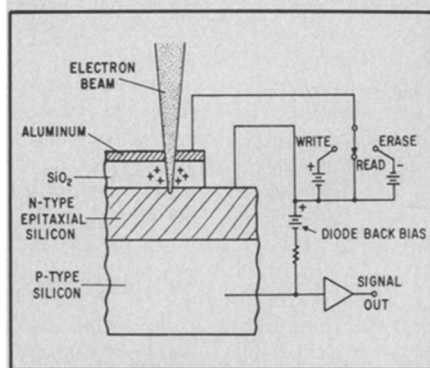 ELECTRON
BEAM
ALUMINUM
SiO₂
N-TYPE
EPITAXIAL
SILICON
P-TYPE
SILICON
WRITE
ERASE
READ
+
-
+
DIODE BACK BIAS
SIGNAL
OUT
+ +
+ + +
+ +
+ +